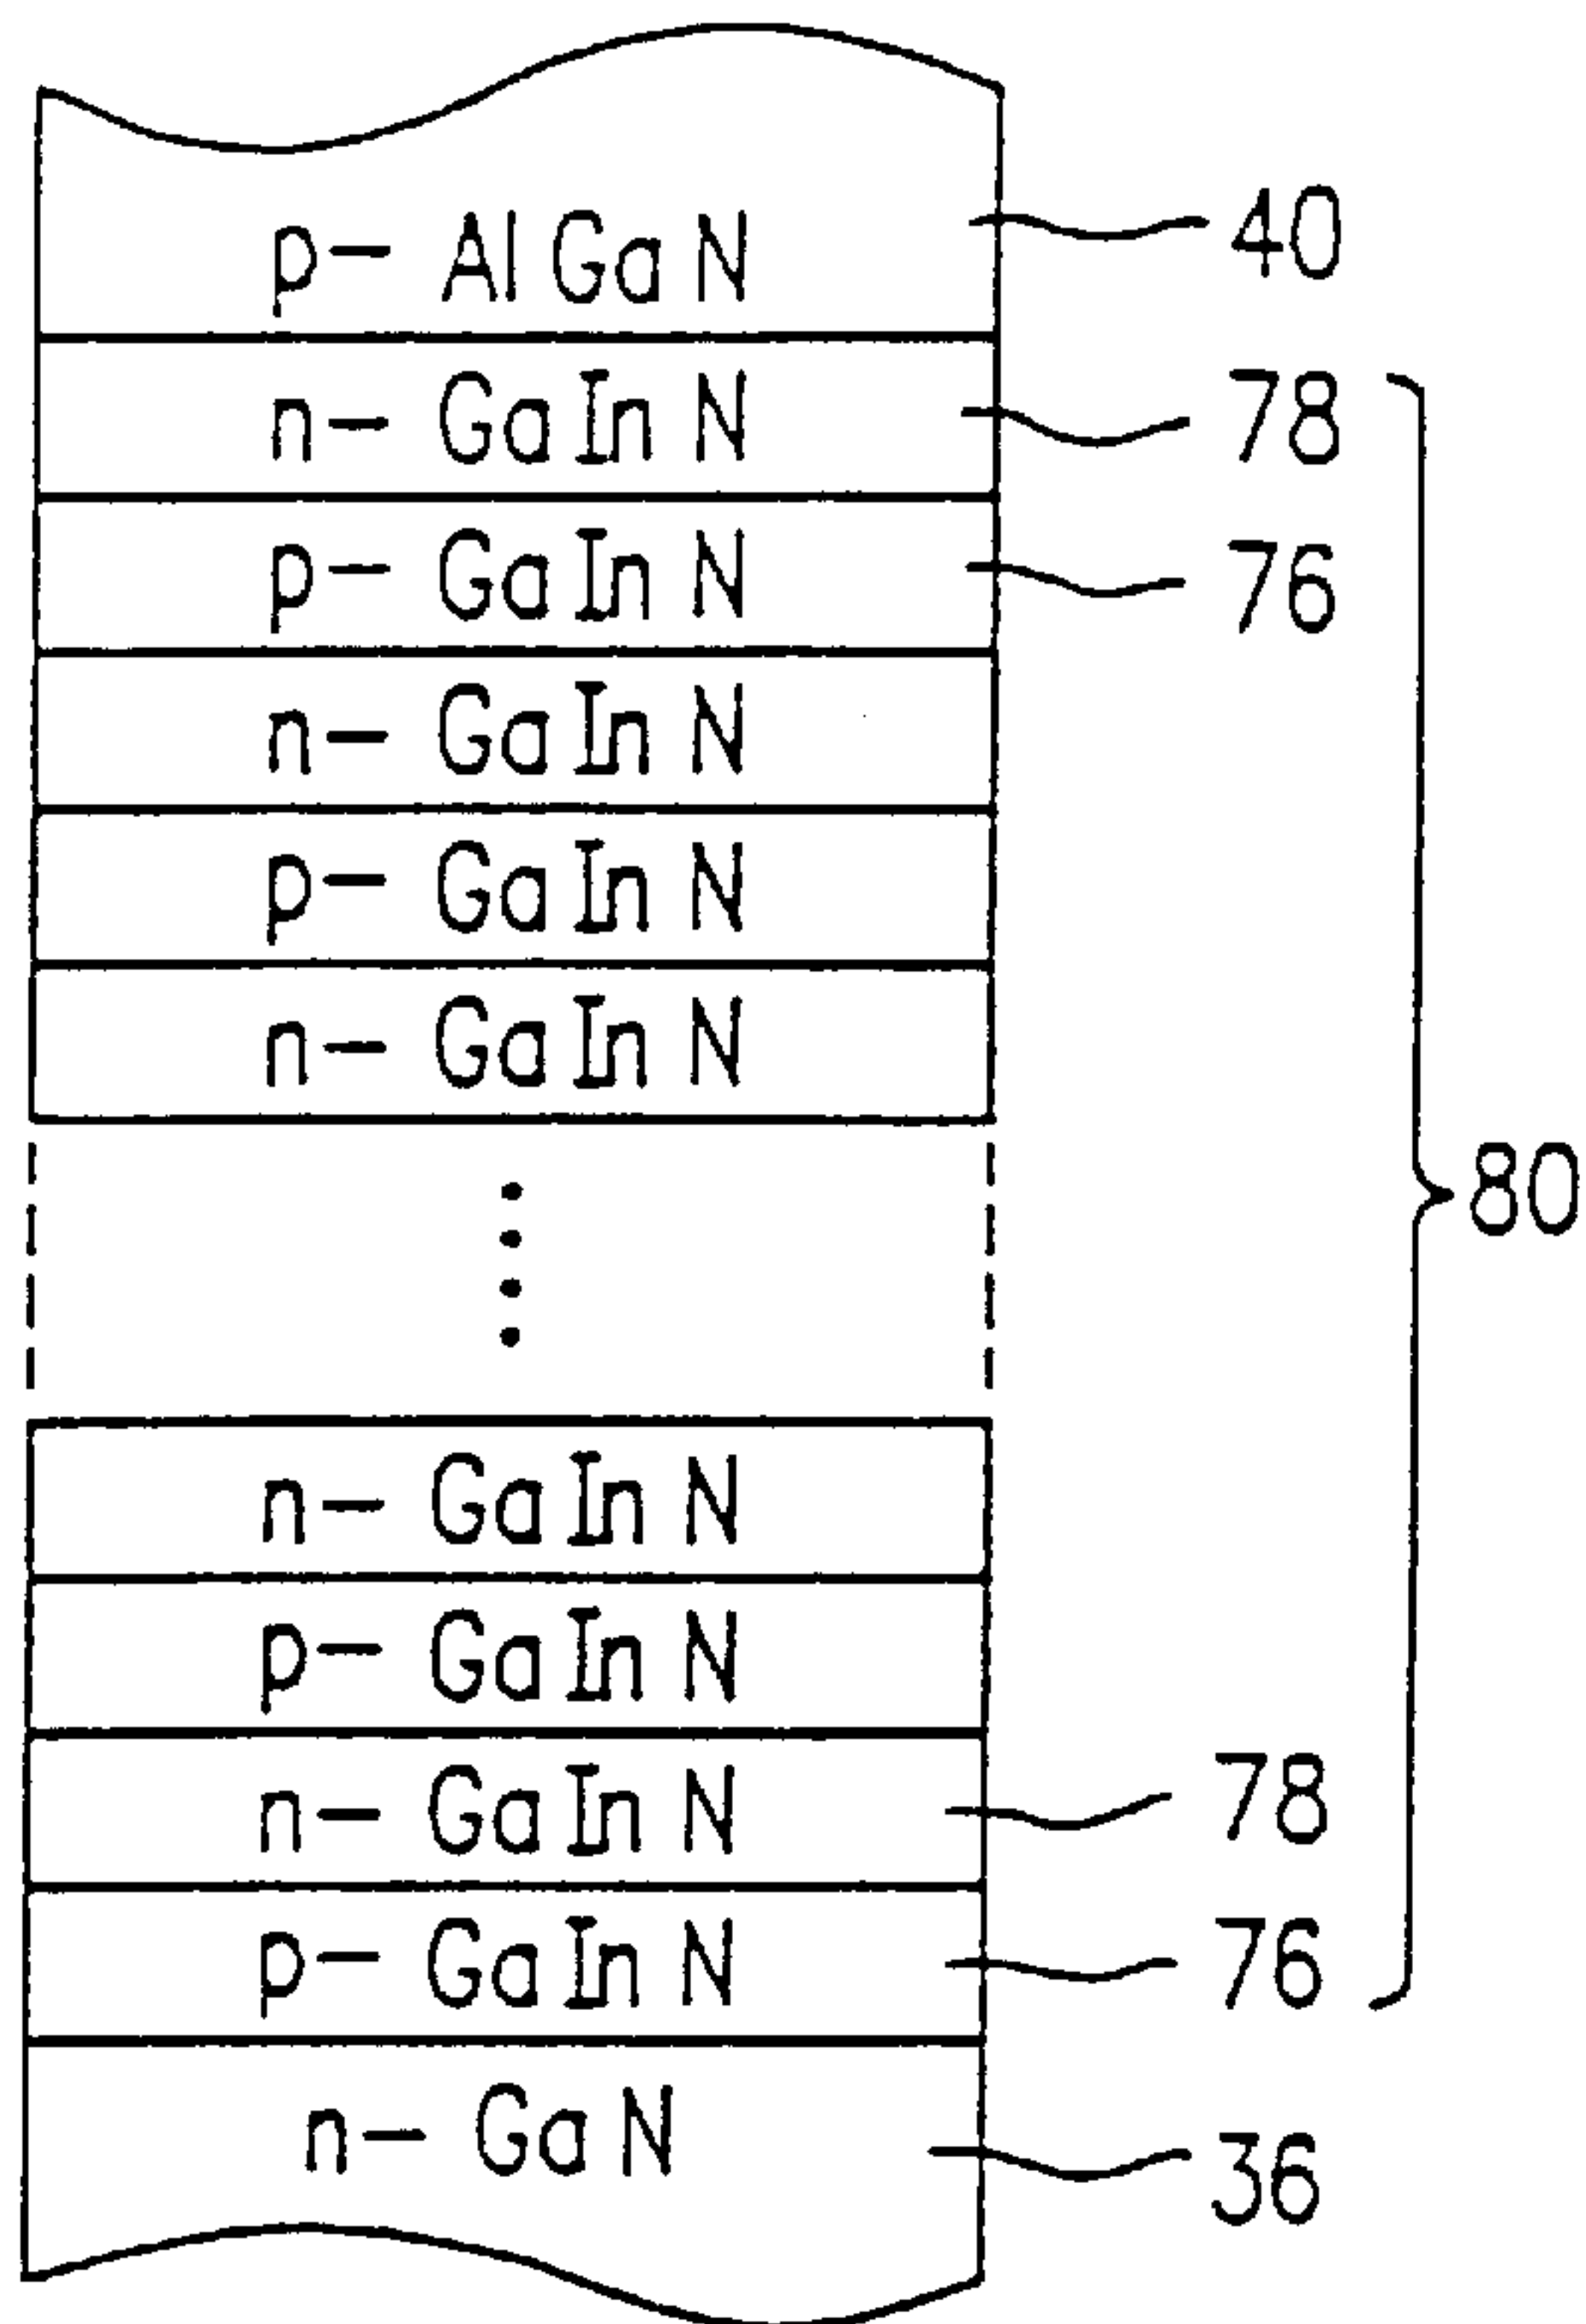 p- AlGaN 40
n- GaInN 78
p- GaInN 76
n- GaInN
p- GaInN
n- GaInN
80
n- GaInN
p- GaInN
n- GaInN 78
p- GaInN 76
n- GaN 36